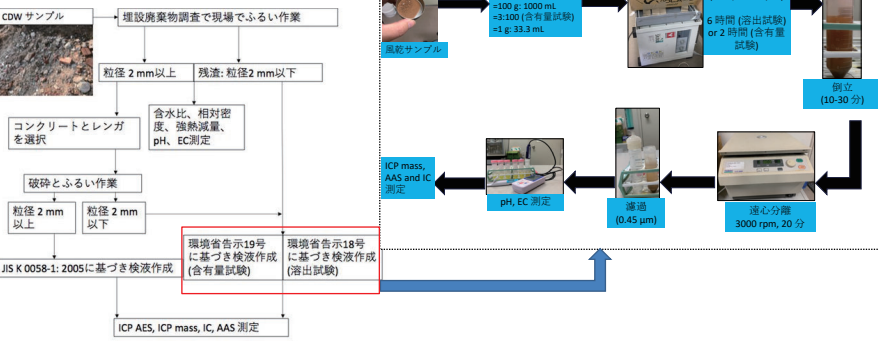 CDW サンプル
埋設廃棄物調査で現場でふるい作業
粒径 2 mm以上
残渣: 粒径2 mm以下
含水比、相対密
度、強熱減量、
pH、EC測定
コンクリートとレンガ
を選択
破砕とふるい作業
粒径 2 mm
以上
粒径 2 mm
以下
環境省告示19号
に基づき検液作成
(含有量試験)
環境省告示18号
に基づき検液作成
(溶出試験)
JIS K 0058-1: 2005に基づき検液作成
ICP AES, ICP mass, IC, AAS 測定
風乾サンプル
=100 g: 1000 mL
=3:100 (含有量試験)
=1 g: 33.3 mL
6 時間 (溶出試験)
or 2 時間 (含有量
試験)
倒立
(10-30 分)
遠心分離
3000 rpm, 20 分
濾過
(0.45 µm)
pH, EC 測定
ICP mass,
AAS and IC
測定